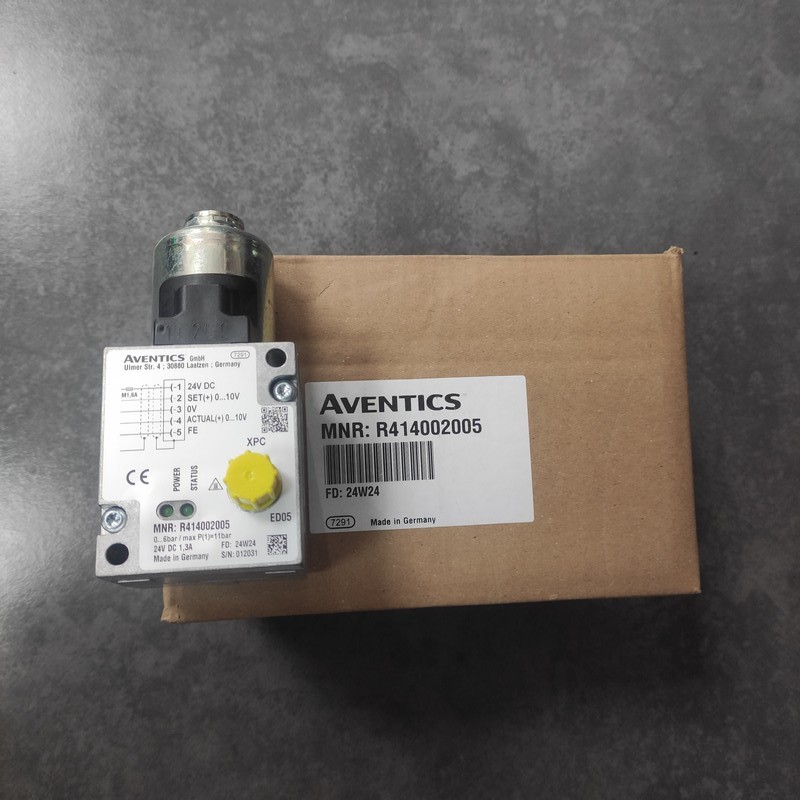 AVENTICS GmbH 7291
Ulmer Str. 4 ; 30880 Laatzen ; Germany
M1,6A
-1 24V DC
-2 SET(+) 0...10V
-3 0V
-4 ACTUAL(+) 0...10V
-5 FE
XPC
CE
POWER
STATUS
ED05
MNR: R414002005
0...6bar / max P(1)=11bar
24V DC 1,3A FD: 24W24
Made in Germany S/N: 012031
AVENTICS™
MNR: R414002005
FD: 24W24
7291 Made in Germany